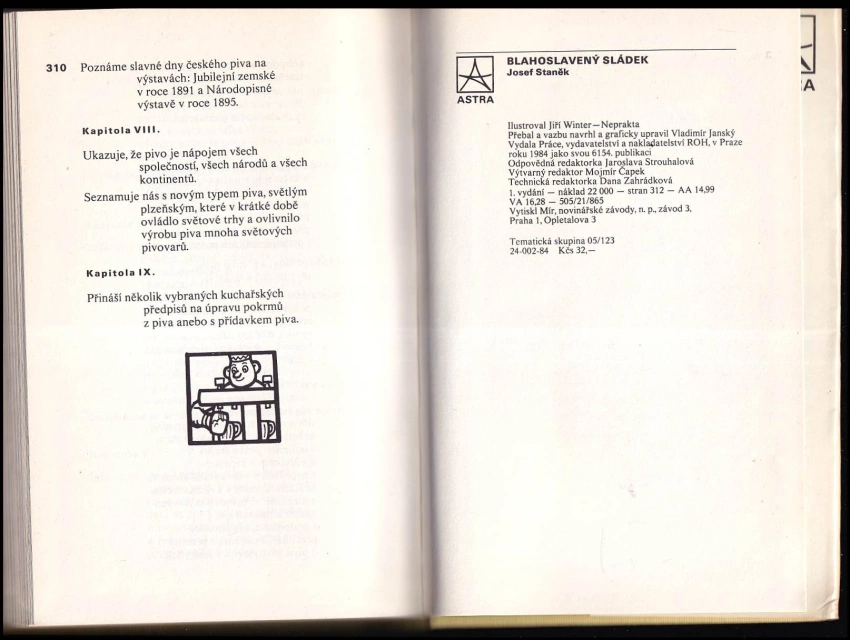 310 Poznáme slavné dny českého piva na
výstavách: Jubilejní zemské
v roce 1891 a Národopisné
výstavě v roce 1895.
Kapitola VIII.
Ukazuje, že pivo je nápojem všech
společností, všech národů a všech
kontinentů.
Seznamuje nás s novým typem piva, světlým
plzeňským, které v krátké době
ovládlo světové trhy a ovlivnilo
výrobu piva mnoha světových
pivovarů.
Kapitola IX.
Přináší několik vybraných kuchařských
předpisů na úpravu pokrmů
z piva anebo s přídavkem piva.
ASTRA
BLAHOSLAVENÝ SLÁDEK
Josef Staněk
Ilustroval Jiří Winter—Neprakta
Přebal a vazbu navrhl a graficky upravil Vladimír Janský
Vydala Práce, vydavatelství a nakladatelství ROH, v Praze
roku 1984 jako svou 6154. publikaci
Odpovědná redaktorka Jaroslava Strouhalová
Výtvarný redaktor Mojmír Čapek
Technická redaktorka Dana Zahrádková
1. vydání — náklad 22 000 — stran 312 — AA 14,99
VA 16,28 — 505/21/865
Vytiskl Mír, novinářské závody, n. p., závod 3,
Praha 1, Opletalova 3
Tematická skupina 05/123
24-002-84 Kčs 32,—
A